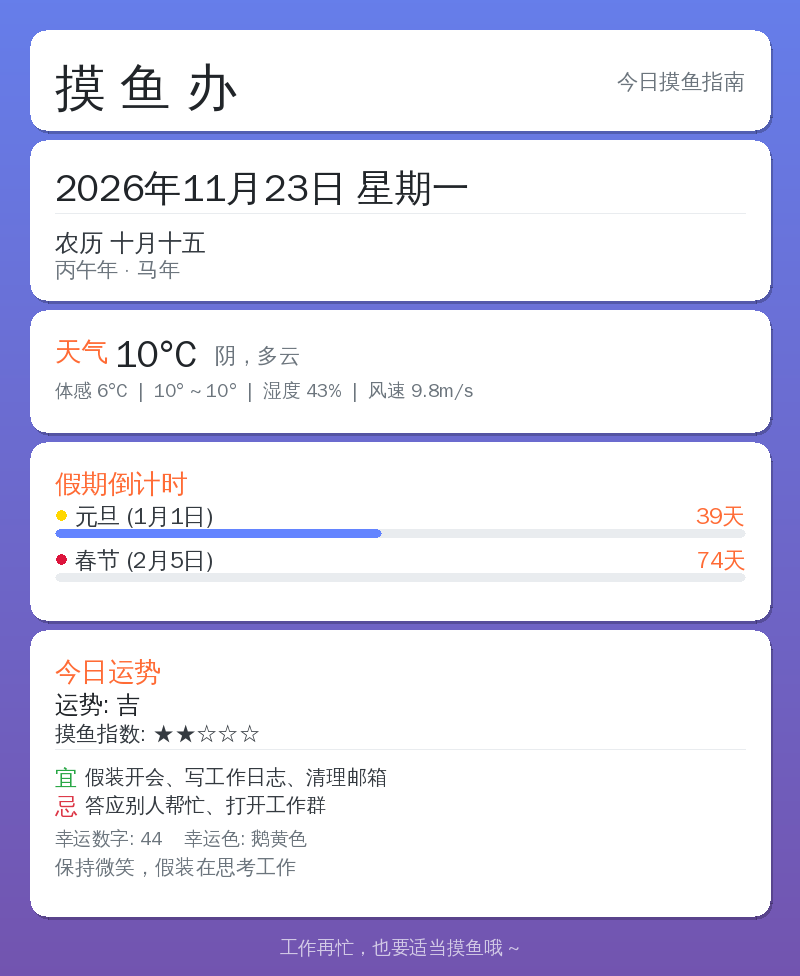 摸鱼办
今日摸鱼指南
2026年11月23日 星期一
农历 十月十五
丙午年 · 马年
天气 10°C 阴，多云
体感 6°C | 10° ~ 10° | 湿度 43% | 风速 9.8m/s
假期倒计时
元旦 (1月1日) 39天
春节 (2月5日) 74天
今日运势
运势: 吉
摸鱼指数: ★★☆☆☆
宜 假装开会、写工作日志、清理邮箱
忌 答应别人帮忙、打开工作群
幸运数字: 44 幸运色: 鹅黄色
保持微笑，假装在思考工作
工作再忙，也要适当摸鱼哦 ~